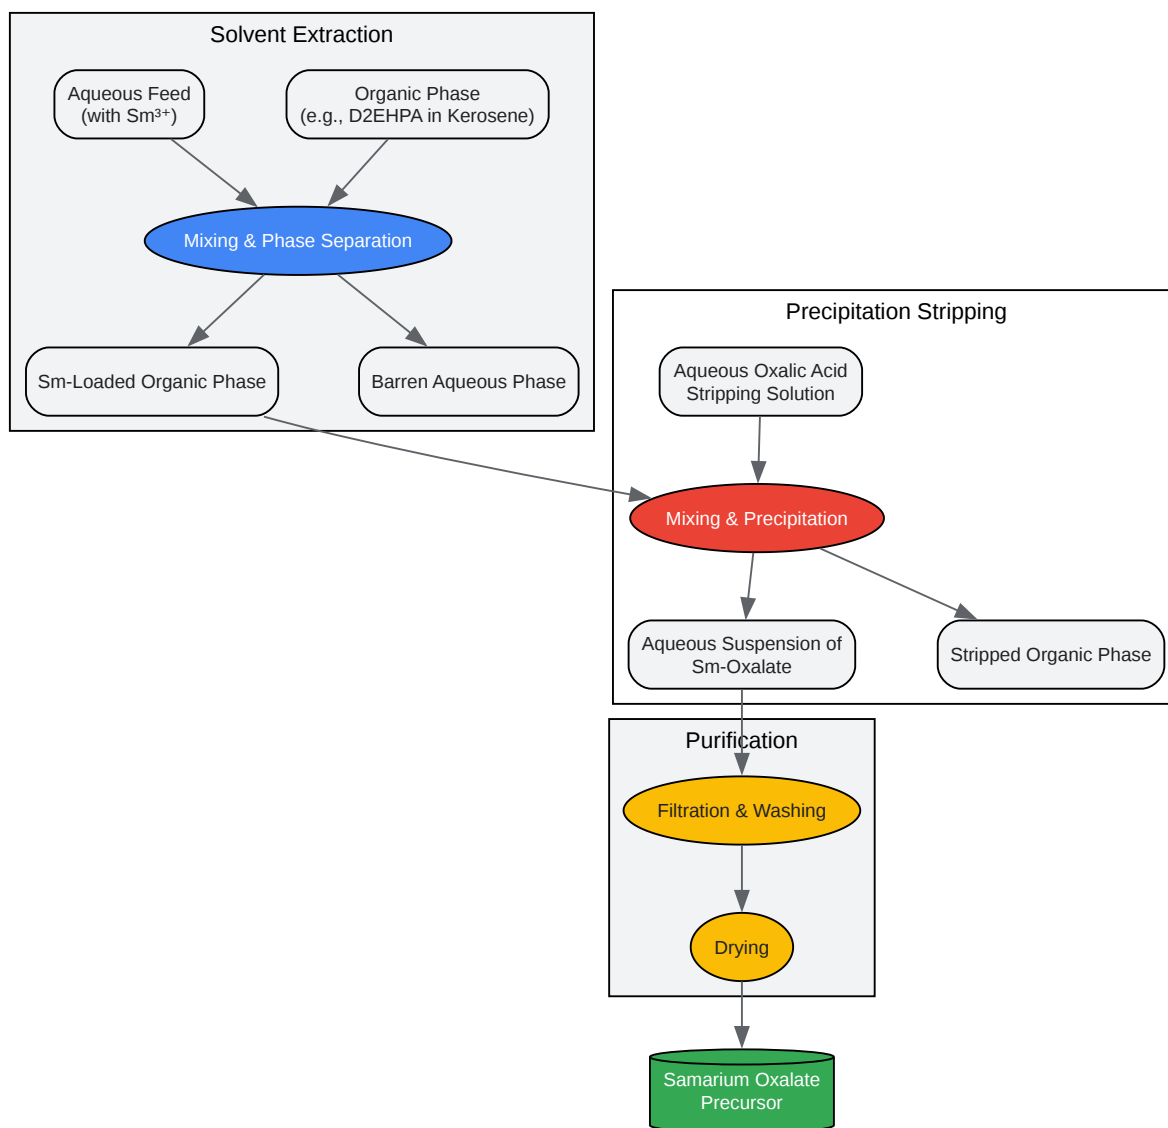 Solvent Extraction
Aqueous Feed
(with Sm³⁺)
Organic Phase
(e.g., D2EHPA in Kerosene)
Mixing & Phase Separation
Sm-Loaded Organic Phase
Barren Aqueous Phase
Precipitation Stripping
Aqueous Oxalic Acid
Stripping Solution
Mixing & Precipitation
Aqueous Suspension of
Sm-Oxalate
Stripped Organic Phase
Purification
Filtration & Washing
Drying
Samarium Oxalate
Precursor